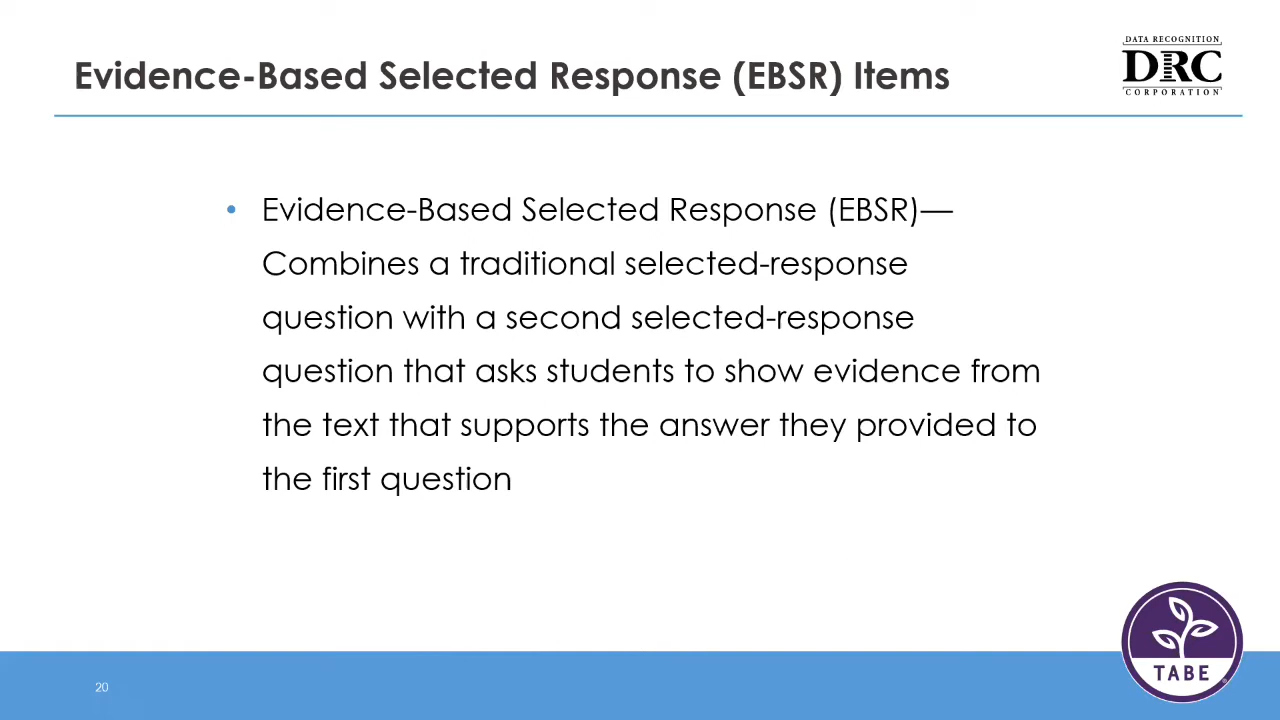 Evidence-Based Selected Response (EBSR) Items
DATA RECOGNITION
DRC
CORPORATION
• Evidence-Based Selected Response (EBSR)—
Combines a traditional selected-response
question with a second selected-response
question that asks students to show evidence from
the text that supports the answer they provided to
the first question
TABE®
20